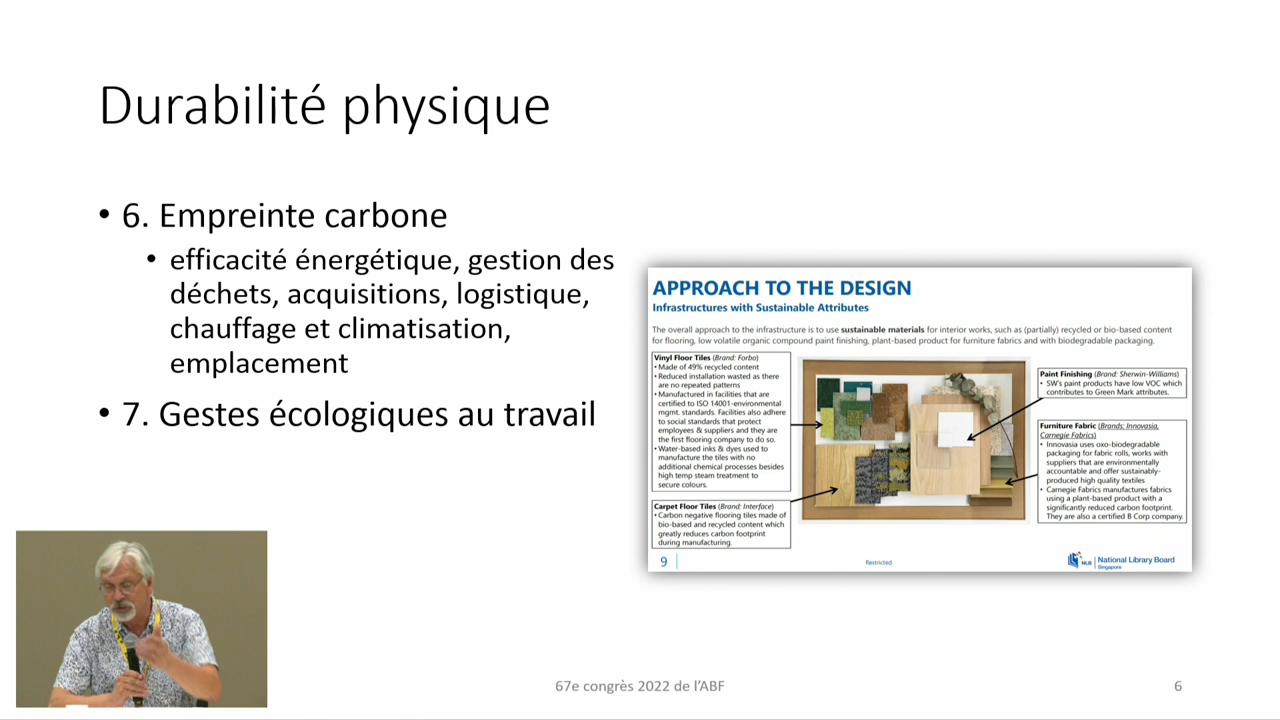 Durabilité physique
• 6. Empreinte carbone
• efficacité énergétique, gestion des
déchets, acquisitions, logistique,
chauffage et climatisation,
emplacement
• 7. Gestes écologiques au travail
APPROACH TO THE DESIGN
Infrastructures with Sustainable Attributes
The overall approach to the infrastructure is to use sustainable materials for interior works, such as (partially) recycled or bio-based content
for flooring, low volatile organic compound paint finishing, plant-based product for furniture fabrics and with biodegradable packaging.
Vinyl Floor Tiles (Brand: Forbo)
• Made of 49% recycled content
• Reduced installation wasted as there
are no repeated patterns
• Manufactured in facilities that are
certified to ISO 14001-environmental
mgmt. standards. Facilities also adhere
to social standards that protect
employees & suppliers and they are
the first flooring company to do so.
• Water-based inks & dyes used to
manufacture the tiles with no
additional chemical processes besides
high temp steam treatment to
secure colours.
Carpet Floor Tiles (Brand: Interface)
• Carbon negative flooring tiles made of
bio-based and recycled content which
greatly reduces carbon footprint
during manufacturing.
Paint Finishing (Brand: Sherwin-Williams)
• SW's paint products have low VOC which
contributes to Green Mark attributes.
Furniture Fabric (Brands: Innovasia,
Carnegie Fabrics)
• Innovasia uses oxo-biodegradable
packaging for fabric rolls, works with
suppliers that are environmentally
accountable and offer sustainably-
produced high quality textiles
• Carnegie Fabrics manufactures fabrics
using a plant-based product with a
significantly reduced carbon footprint.
They are also a certified B Corp company.
9
Restricted
NLB National Library Board
Singapore
67e congrès 2022 de l'ABF
6